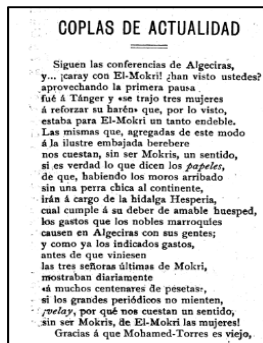 COPLAS DE ACTUALIDAD
Siguen las conferencias de Algeciras,
y... ¡caray con El-Mokri! ¿han visto ustedes?
aprovechando la primera pausa
fué á Tánger y «se trajo tres mujeres
á reforzar su harén» que, por lo visto,
estaba para El-Mokri un tanto endeble.
Las mismas que, agregadas de este modo
á la ilustre embajada berebere
nos cuestan, sin ser Mokris, un sentido,
si es verdad lo que dicen los papeles,
de que, habiendo los moros arribado
sin una perra chica al continente,
irán á cargo de la hidalga Hesperia,
cual cumple á su deber de amable huesped,
los gastos que los nobles marroquíes
causen en Algeciras con sus gentes;
y como ya los indicados gastos,
antes de que viniesen
las tres señoras últimas de Mokri,
mostraban diariamente
«á muchos centenares de pesetas»,
si los grandes periódicos no mienten,
¡velay, por qué nos cuestan un sentido,
sin ser Mokris, de El-Mokri las mujeres!
Gracias á que Mohamed-Torres es viejo,